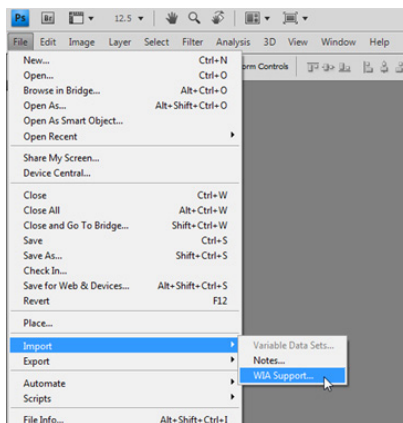 Ps Br 12.5
File Edit Image Layer Select Filter Analysis 3D View Window Help
New... Ctrl+N
Open... Ctrl+O
Browse in Bridge... Alt+Ctrl+O
Open As... Alt+Shift+Ctrl+O
Open As Smart Object...
Open Recent
Share My Screen...
Device Central...
Close Ctrl+W
Close All Alt+Ctrl+W
Close and Go To Bridge... Shift+Ctrl+W
Save Ctrl+S
Save As... Shift+Ctrl+S
Check In...
Save for Web & Devices... Alt+Shift+Ctrl+S
Revert F12
Place...
Import
Export
Automate
Scripts
File Info... Alt+Shift+Ctrl+I
orm Controls
Variable Data Sets...
Notes...
WIA Support...